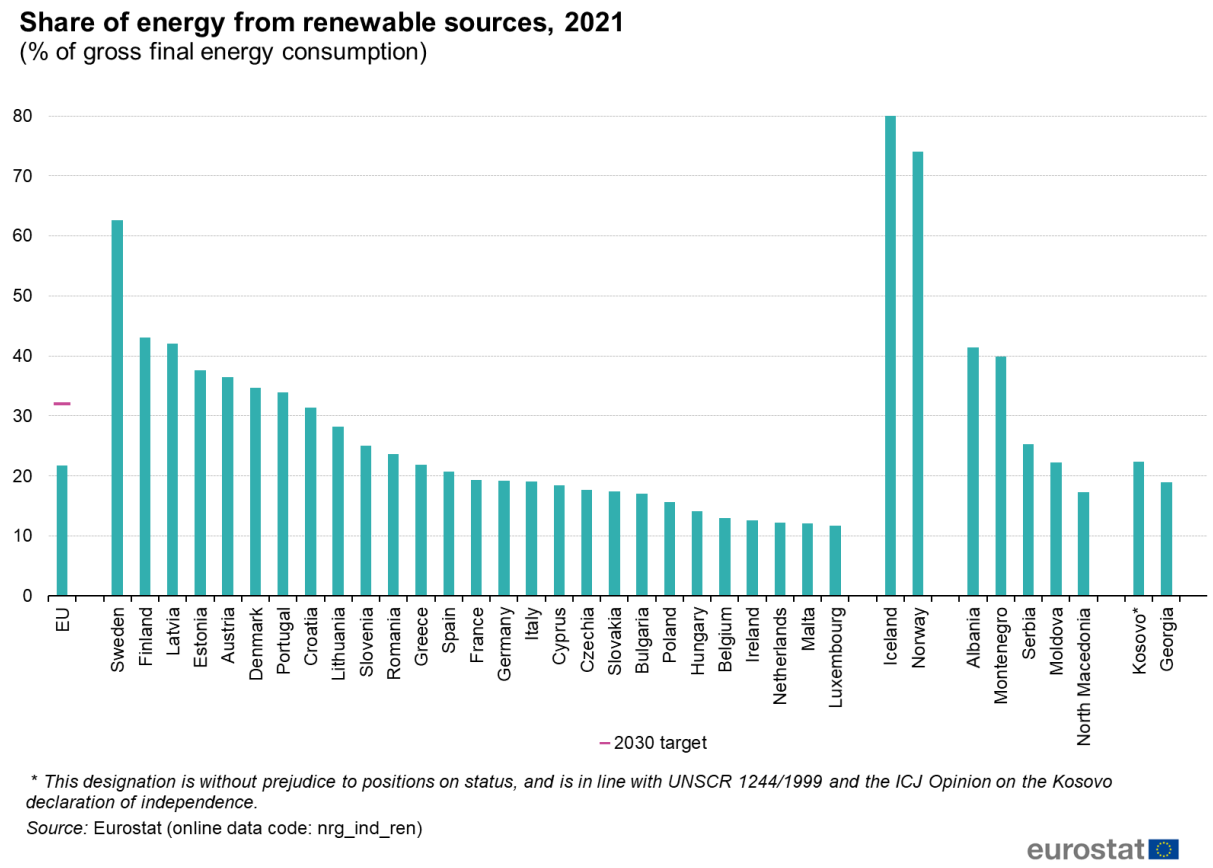 Share of energy from renewable sources, 2021
(% of gross final energy consumption)
80
70
60
50
40
30
20
10
0
EU
Sweden
Finland
Latvia
Estonia
Austria
Denmark
Portugal
Croatia
Lithuania
Slovenia
Romania
Greece
Spain
France
Germany
Italy
Cyprus
Czechia
Slovakia
Bulgaria
Poland
Hungary
Belgium
Ireland
Netherlands
Malta
Luxembourg
Iceland
Norway
Albania
Montenegro
Serbia
Moldova
North Macedonia
Kosovo*
Georgia
2030 target
* This designation is without prejudice to positions on status, and is in line with UNSCR 1244/1999 and the ICJ Opinion on the Kosovo
declaration of independence.
Source: Eurostat (online data code: nrg_ind_ren)
eurostat